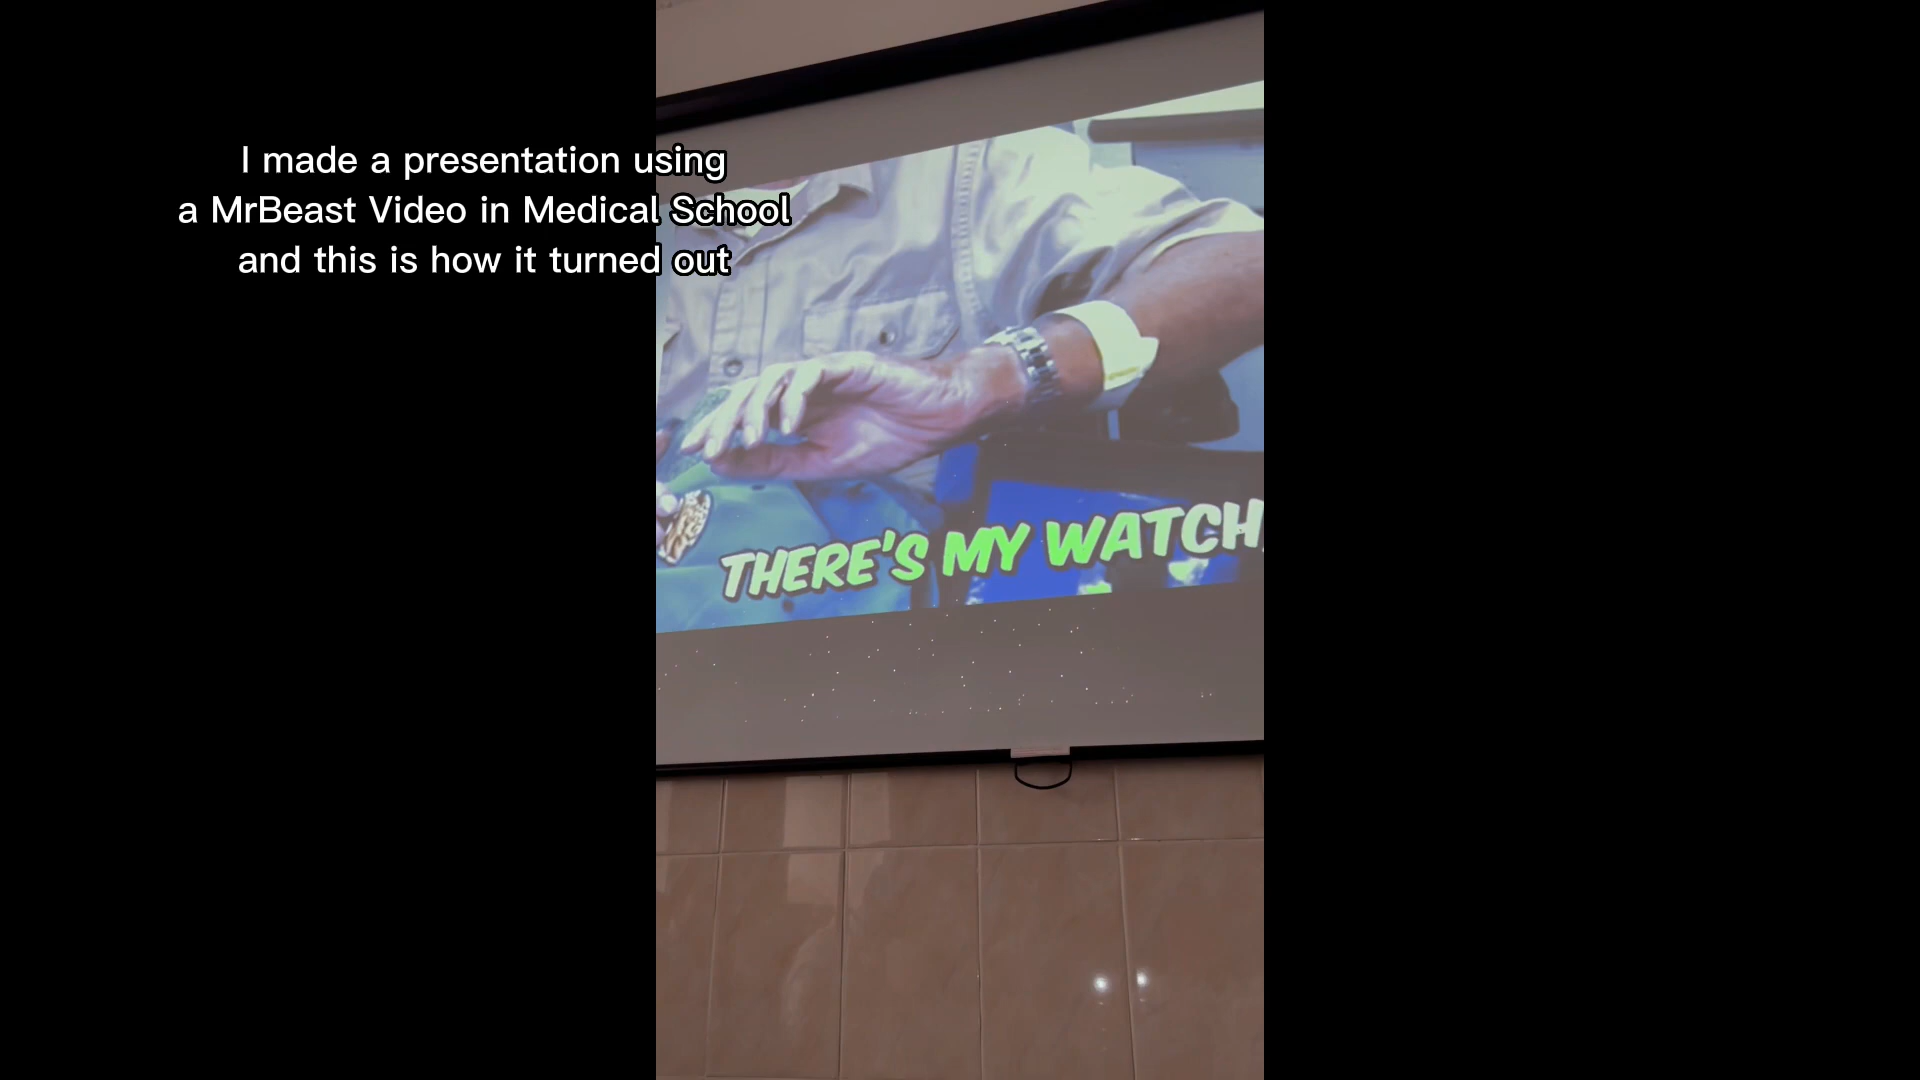 I made a presentation using
a MrBeast Video in Medical School
and this is how it turned out
THERE'S MY WATCH